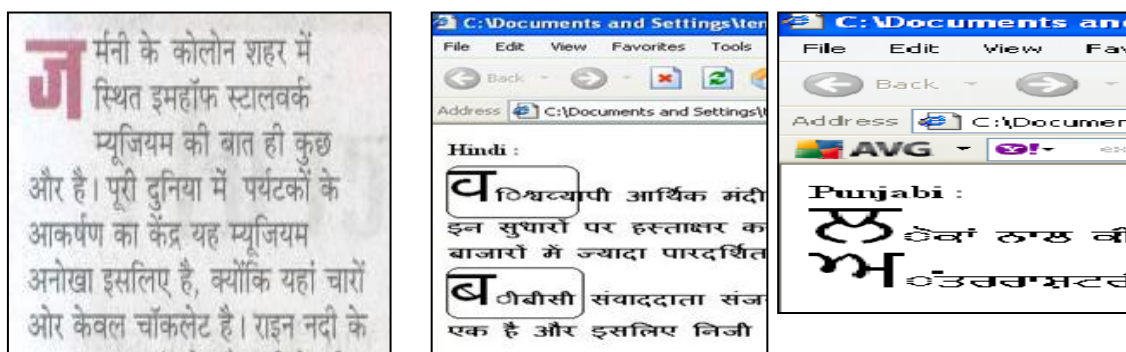 जर्मनी के कोलोन शहर में
स्थित इमहॉफ स्टालवर्क
म्यूजियम की बात ही कुछ
और है। पूरी दुनिया में पर्यटकों के
आकर्षण का केंद्र यह म्यूजियम
अनोखा इसलिए है, क्योंकि यहां चारों
ओर केवल चॉकलेट है। राइन नदी के
C:\Documents and Settings\ten
File Edit View Favorites Tools
Back
Address C:\Documents and Settings\t
Hindi :
व िश्वव्यापी आर्थिक मंदी
इन सुधारों पर हस्ताक्षर क
बाजारों में ज्यादा पारदर्शित
ब ीबीसी संवाददाता संज
एक है और इसलिए निजी
C:\Documents and
File Edit View Fav
Back
Address C:\Documen
AVG Y!
Punjabi :
ਲ ੋਕਾਂ ਨਾਲ ਕੀ
ਅ ੰਤਰਰਾਸ਼ਟਰੀ